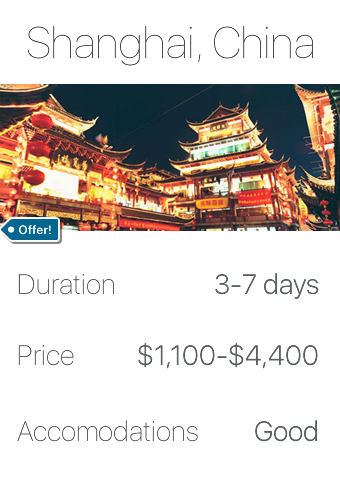 Shanghai, China
Offer!
Duration 3-7 days
Price $1,100-$4,400
Accomodations Good